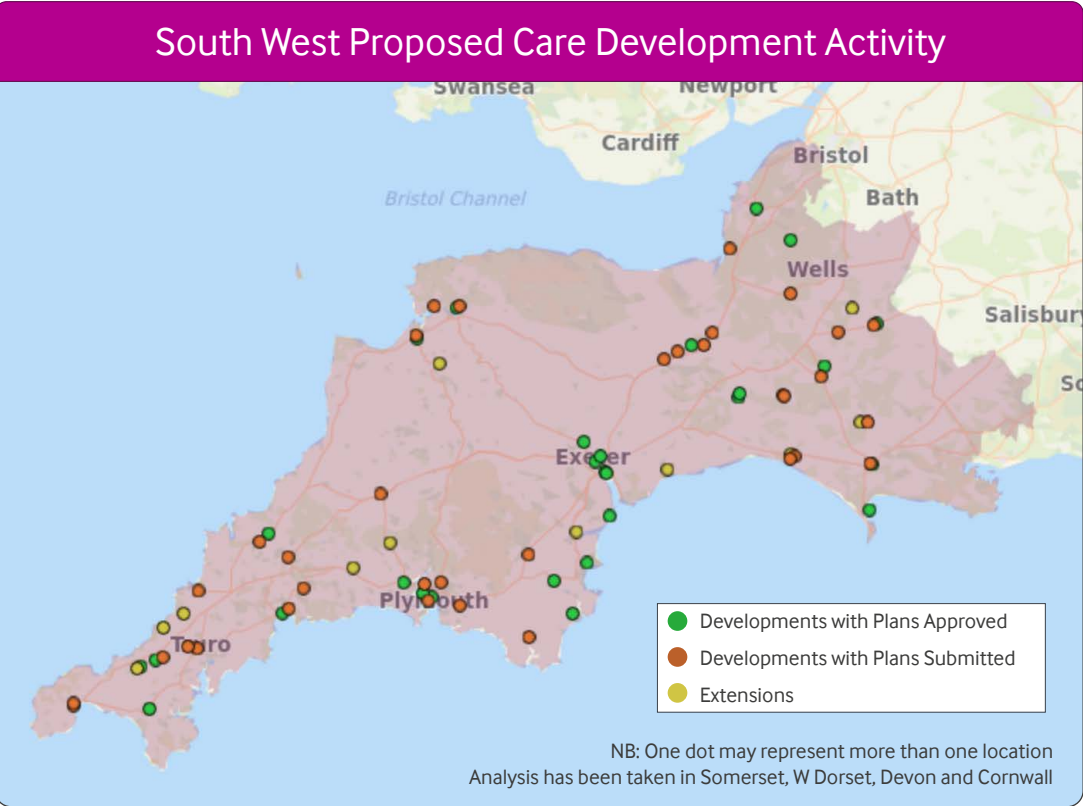 South West Proposed Care Development Activity
Swansea
Newport
Cardiff
Bristol
Bristol Channel
Bath
Wells
Salisbury
Exeter
Plymouth
Truro
Developments with Plans Approved
Developments with Plans Submitted
Extensions
NB: One dot may represent more than one location
Analysis has been taken in Somerset, W Dorset, Devon and Cornwall